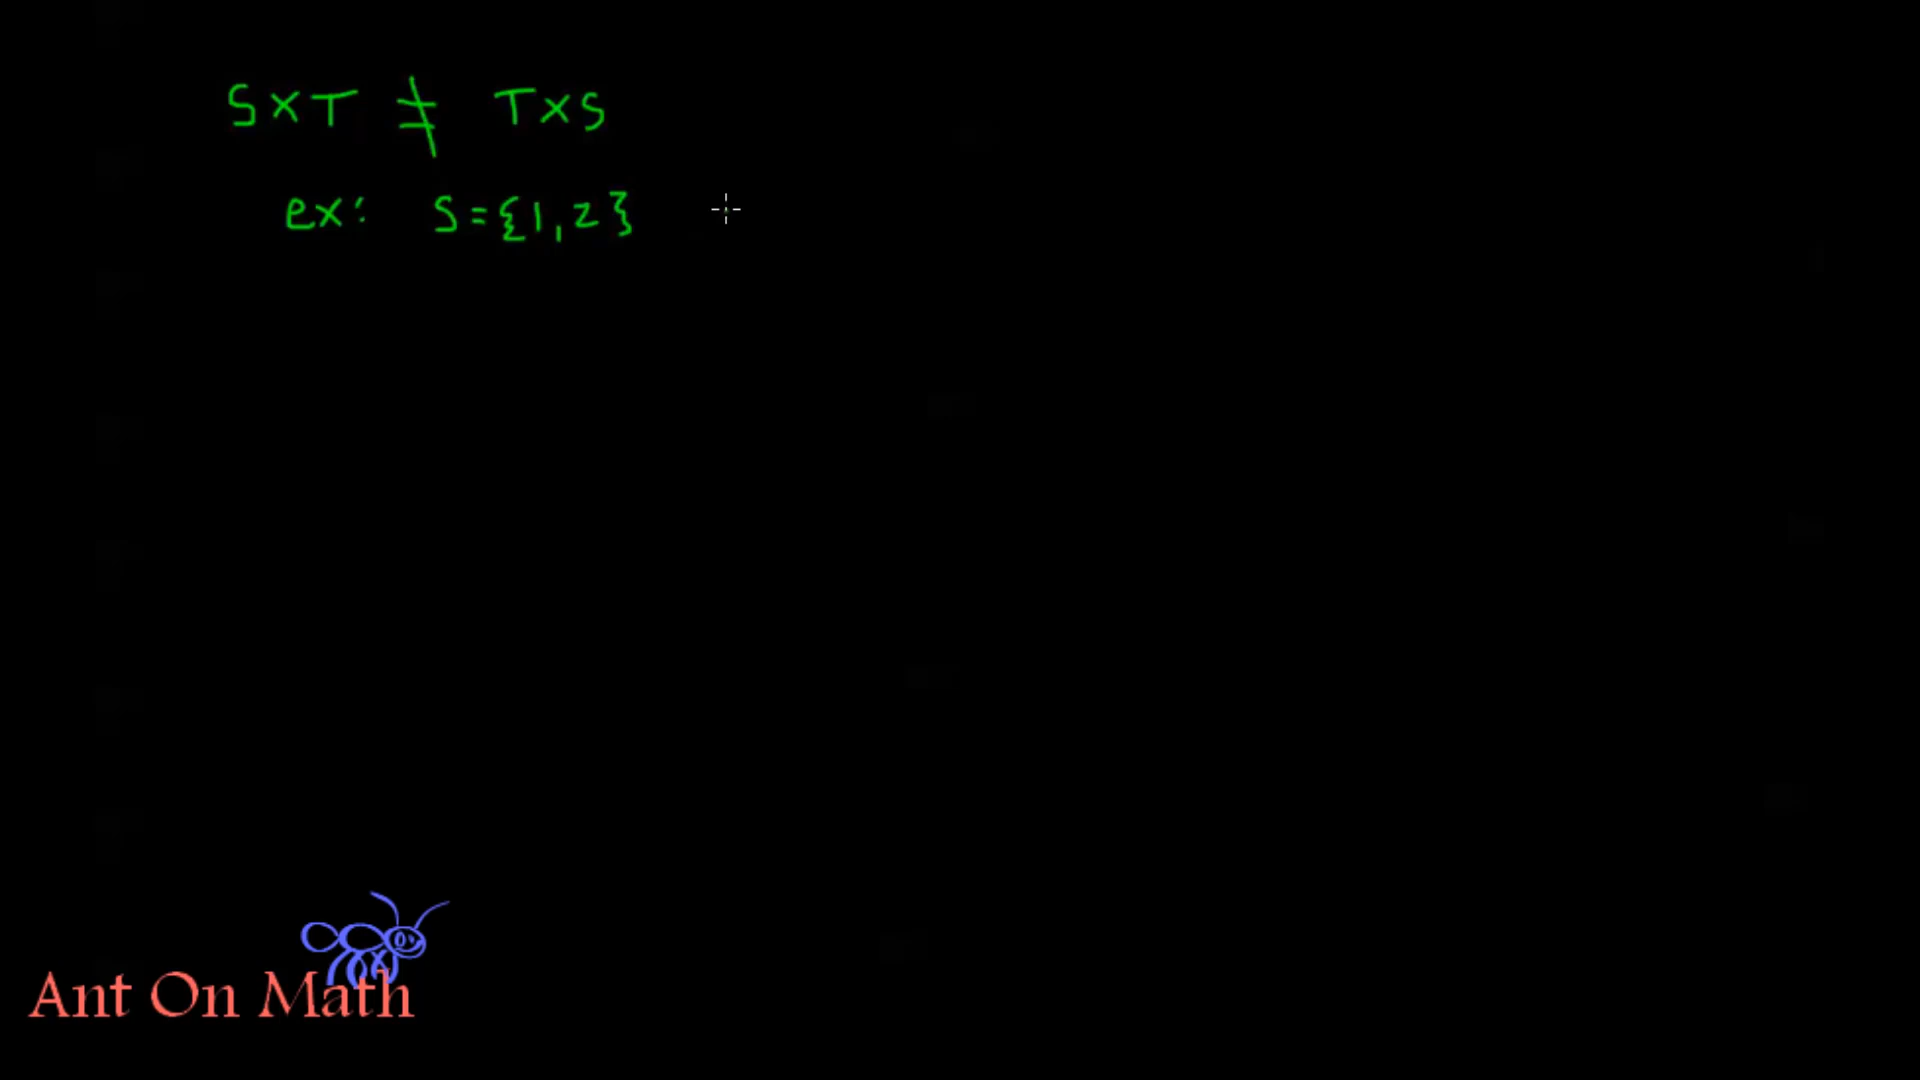 S×T ≠ T×S
ex: S={1,2}
Ant On Math